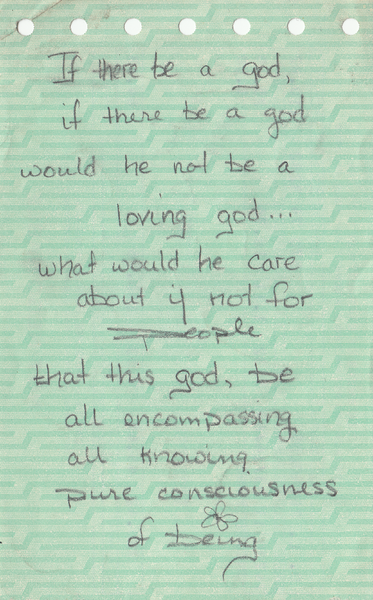 If there be a god,
if there be a god
would he not be a
loving god...
what would he care
about if not for
people
that this god, be
all encompassing
all knowing
pure consciousness
of being